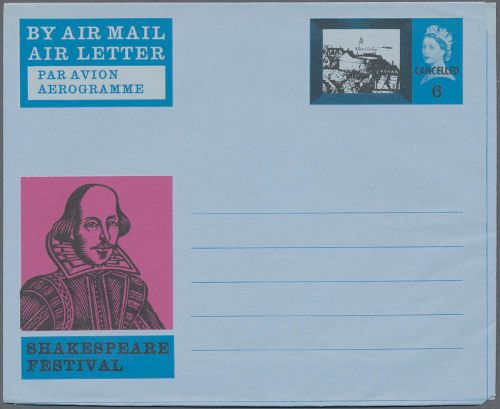 BY AIR MAIL
AIR LETTER
PAR AVION
AEROGRAMME
CANCELLED
6
SHAKESPEARE
FESTIVAL